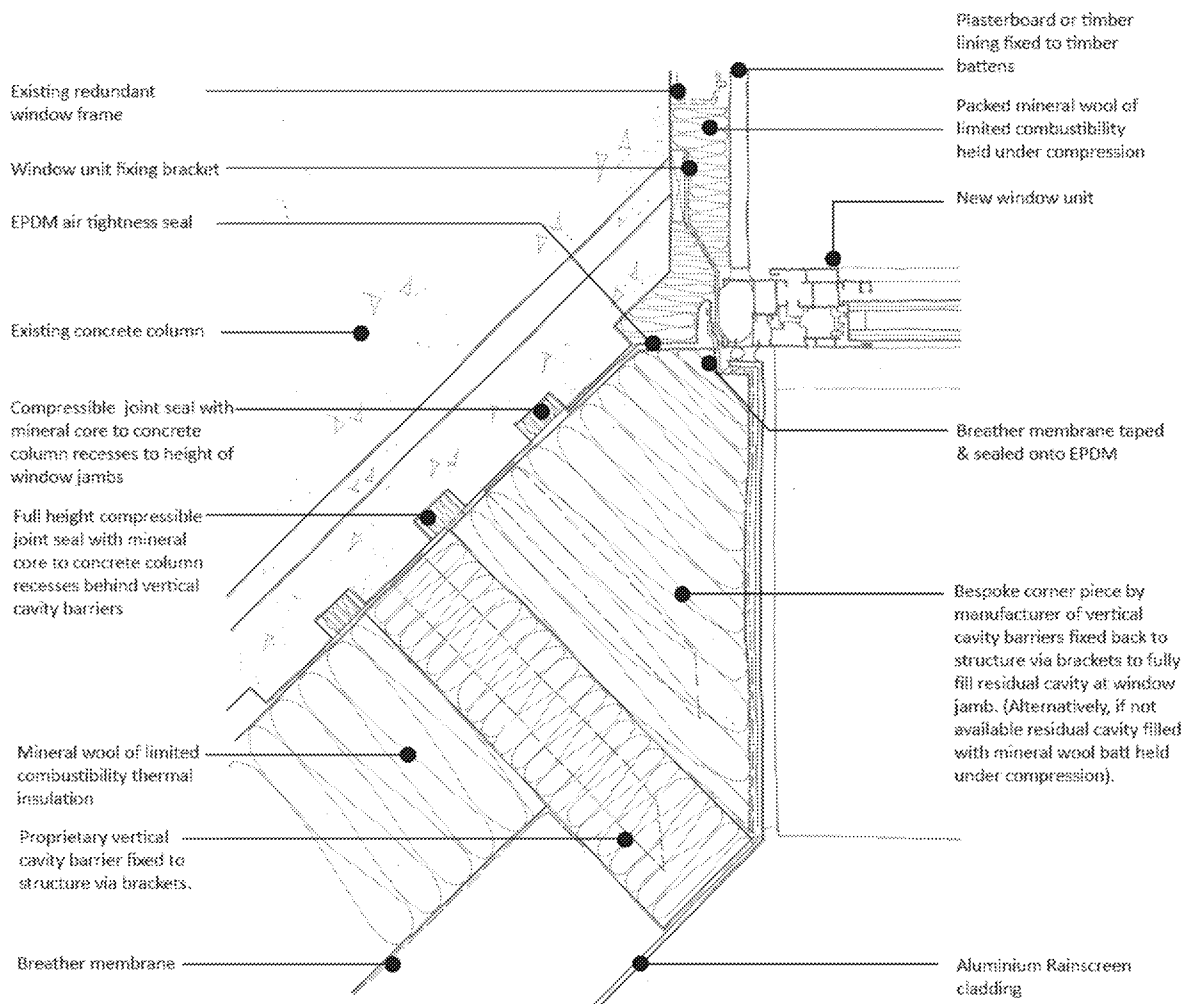 Existing redundant
window frame
Window unit fixing bracket
EPDM air tightness seal
Existing concrete column
Compressible joint seal with
mineral core to concrete
column recesses to height of
window jambs
Full height compressible
joint seal with mineral
core to concrete column
recesses behind vertical
cavity barriers
Mineral wool of limited
combustibility thermal
insulation
Proprietary vertical
cavity barrier fixed to
structure via brackets.
Breather membrane
Plasterboard or timber
lining fixed to timber
battens
Packed mineral wool of
limited combustibility
held under compression
New window unit
Breather membrane taped
& sealed onto EPDM
Bespoke corner piece by
manufacturer of vertical
cavity barriers fixed back to
structure via brackets to fully
fill residual cavity at window
jamb. (Alternatively, if not
available residual cavity filled
with mineral wool batt held
under compression).
Aluminium Rainscreen
cladding